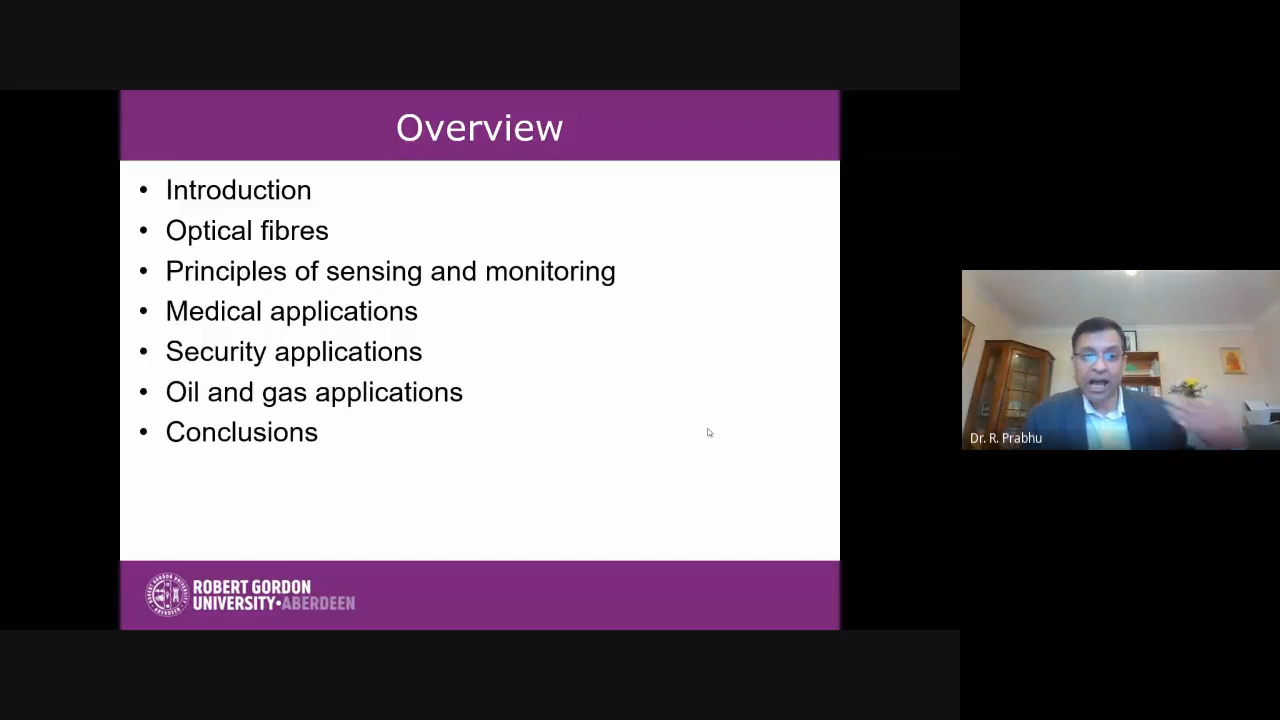 Overview
• Introduction
• Optical fibres
• Principles of sensing and monitoring
• Medical applications
• Security applications
• Oil and gas applications
• Conclusions
ROBERT GORDON
UNIVERSITY•ABERDEEN
Dr. R. Prabhu